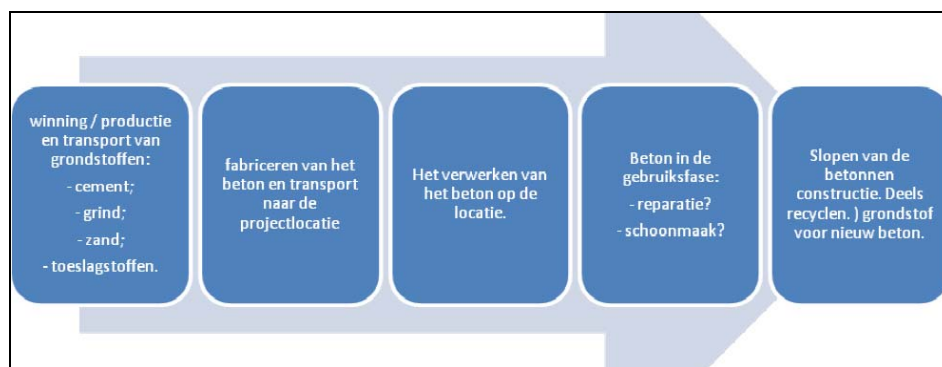 winning / productie
en transport van
grondstoffen:
- cement;
- grind;
- zand;
- toeslagstoffen.
fabriceren van het
beton en transport
naar de
projectlocatie
Het verwerken van
het beton op de
locatie.
Beton in de
gebruiksfase:
- reparatie?
- schoonmaak?
Slopen van de
betonnen
constructie. Deels
recyclen. ) grondstof
voor nieuw beton.